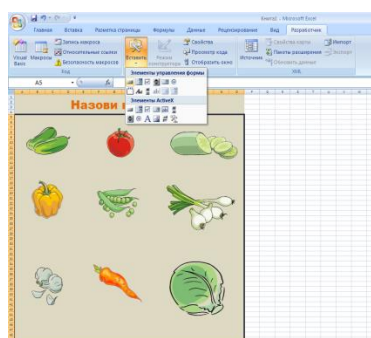 Книга1 - Microsoft Excel
Главная Вставка Разметка страницы Формулы Данные Рецензирование Вид Разработчик
Visual Basic
Макросы
Запись макроса
Относительные ссылки
Безопасность макросов
Код
Вставить
Режим конструктора
Свойства
Просмотр кода
Отобразить окно
Источник
Свойства карты
Пакеты расширения
Обновить данные
Импорт
Экспорт
XML
A5
fx
Элементы управления формы
Элементы ActiveX
Назови